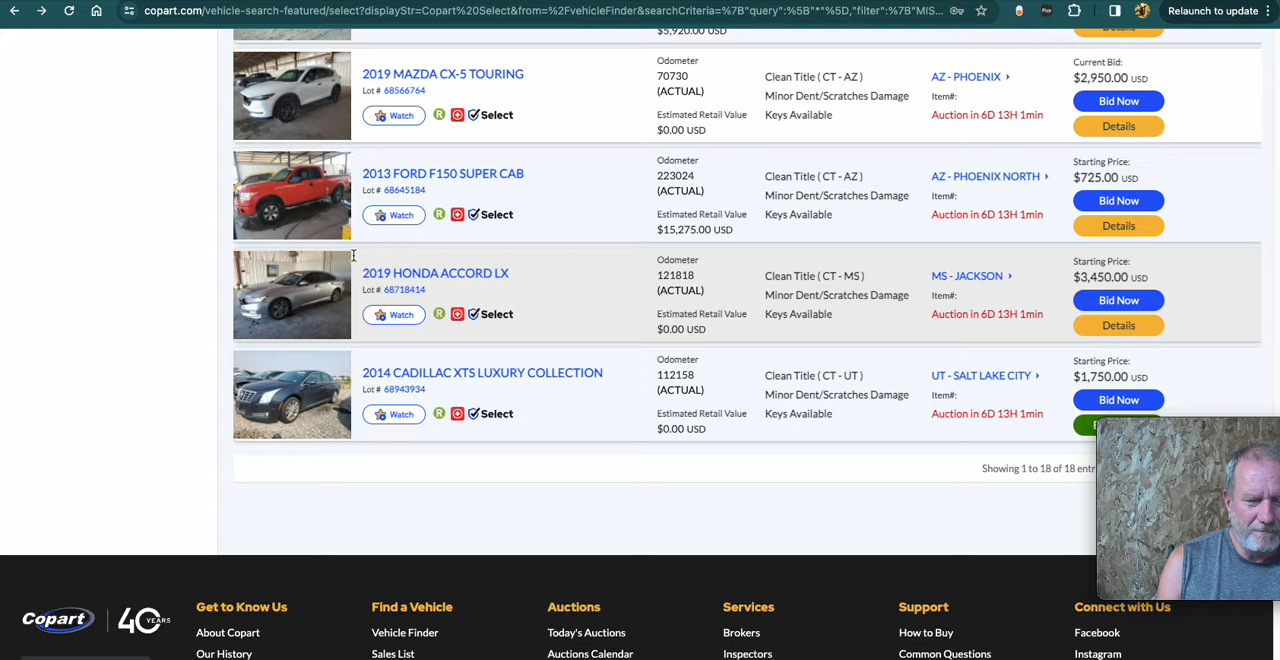 copart.com/vehicle-search-featured/select?displayStr=Copart%20Select&from=%2FvehicleFinder&searchCriteria=%7B"query":%5B"*"%5D,"filter":%7B"MIS...
Relaunch to update
$5,920.00 USD
Details
2019 MAZDA CX-5 TOURING
Lot # 68566764
Watch
R
Select
Odometer
70730
(ACTUAL)
Estimated Retail Value
$0.00 USD
Clean Title ( CT - AZ )
Minor Dent/Scratches Damage
Keys Available
AZ - PHOENIX
Item#:
Auction in 6D 13H 1min
Current Bid:
$2,950.00 USD
Bid Now
Details
2013 FORD F150 SUPER CAB
Lot # 68645184
Watch
R
Select
Odometer
223024
(ACTUAL)
Estimated Retail Value
$15,275.00 USD
Clean Title ( CT - AZ )
Minor Dent/Scratches Damage
Keys Available
AZ - PHOENIX NORTH
Item#:
Auction in 6D 13H 1min
Starting Price:
$725.00 USD
Bid Now
Details
2019 HONDA ACCORD LX
Lot # 68718414
Watch
R
Select
Odometer
121818
(ACTUAL)
Estimated Retail Value
$0.00 USD
Clean Title ( CT - MS )
Minor Dent/Scratches Damage
Keys Available
MS - JACKSON
Item#:
Auction in 6D 13H 1min
Starting Price:
$3,450.00 USD
Bid Now
Details
2014 CADILLAC XTS LUXURY COLLECTION
Lot # 68943934
Watch
R
Select
Odometer
112158
(ACTUAL)
Estimated Retail Value
$0.00 USD
Clean Title ( CT - UT )
Minor Dent/Scratches Damage
Keys Available
UT - SALT LAKE CITY
Item#:
Auction in 6D 13H 1min
Starting Price:
$1,750.00 USD
Bid Now
Showing 1 to 18 of 18 entr
Copart
40 YEARS
Get to Know Us
About Copart
Our History
Find a Vehicle
Vehicle Finder
Sales List
Auctions
Today's Auctions
Auctions Calendar
Services
Brokers
Inspectors
Support
How to Buy
Common Questions
Connect with Us
Facebook
Instagram